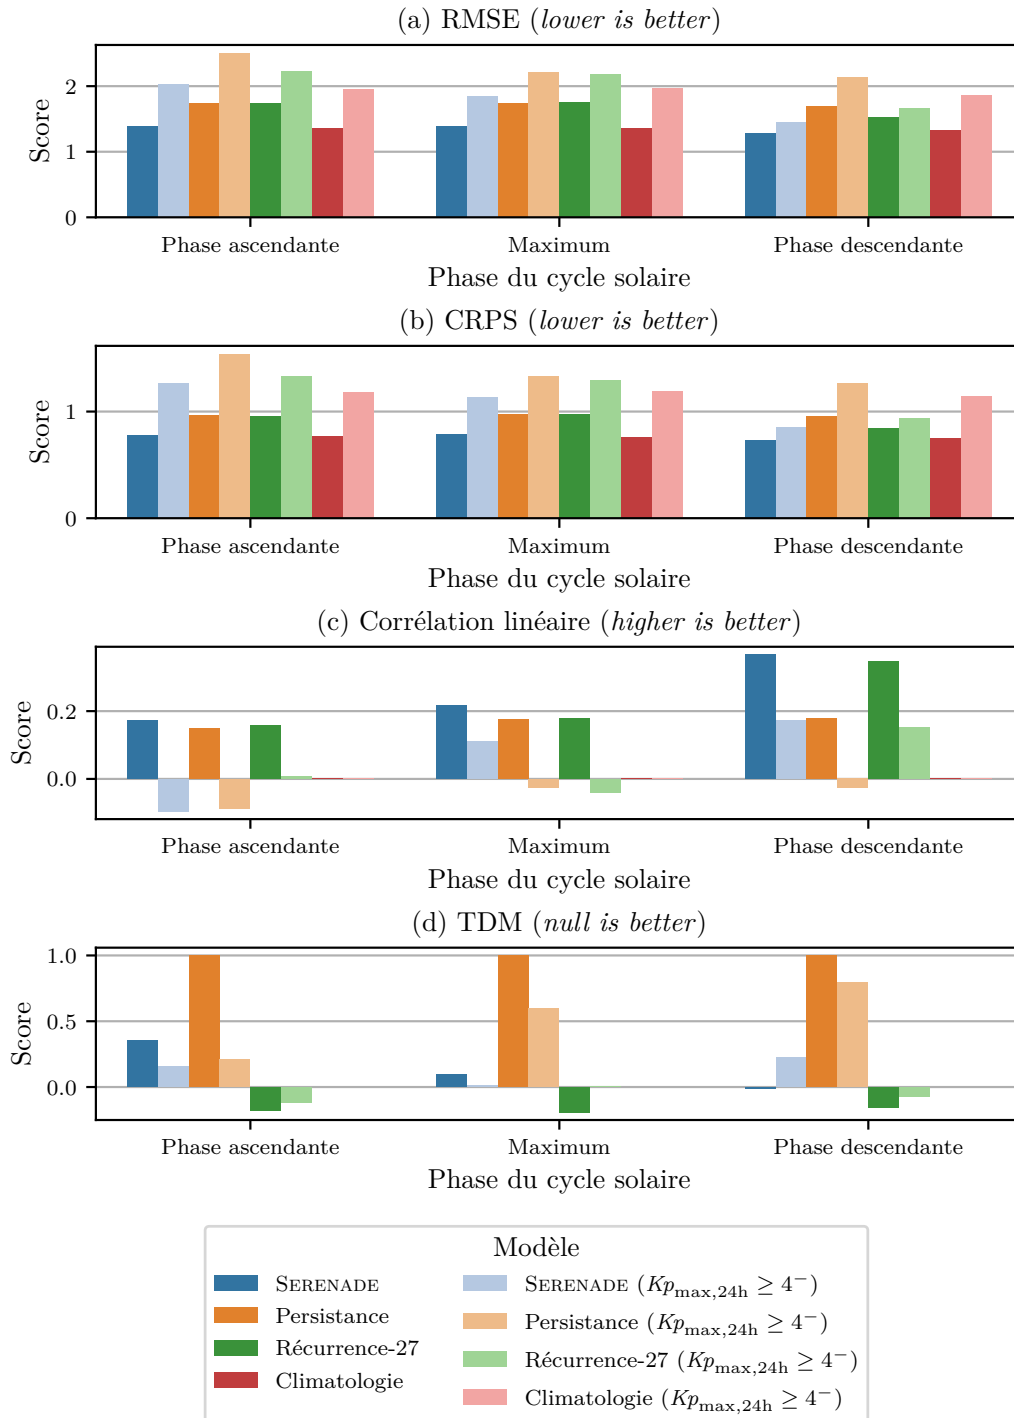 (a) RMSE (lower is better)
2
1
0
Score
Phase ascendante Maximum Phase descendante
Phase du cycle solaire
(b) CRPS (lower is better)
1
0
Score
Phase ascendante Maximum Phase descendante
Phase du cycle solaire
(c) Corrélation linéaire (higher is better)
0.2
0.0
Score
Phase ascendante Maximum Phase descendante
Phase du cycle solaire
(d) TDM (null is better)
1.0
0.5
0.0
Score
Phase ascendante Maximum Phase descendante
Phase du cycle solaire
Modèle
SERENADE
Persistance
Récurrence-27
Climatologie
SERENADE (Kp_max,24h ≥ 4⁻)
Persistance (Kp_max,24h ≥ 4⁻)
Récurrence-27 (Kp_max,24h ≥ 4⁻)
Climatologie (Kp_max,24h ≥ 4⁻)